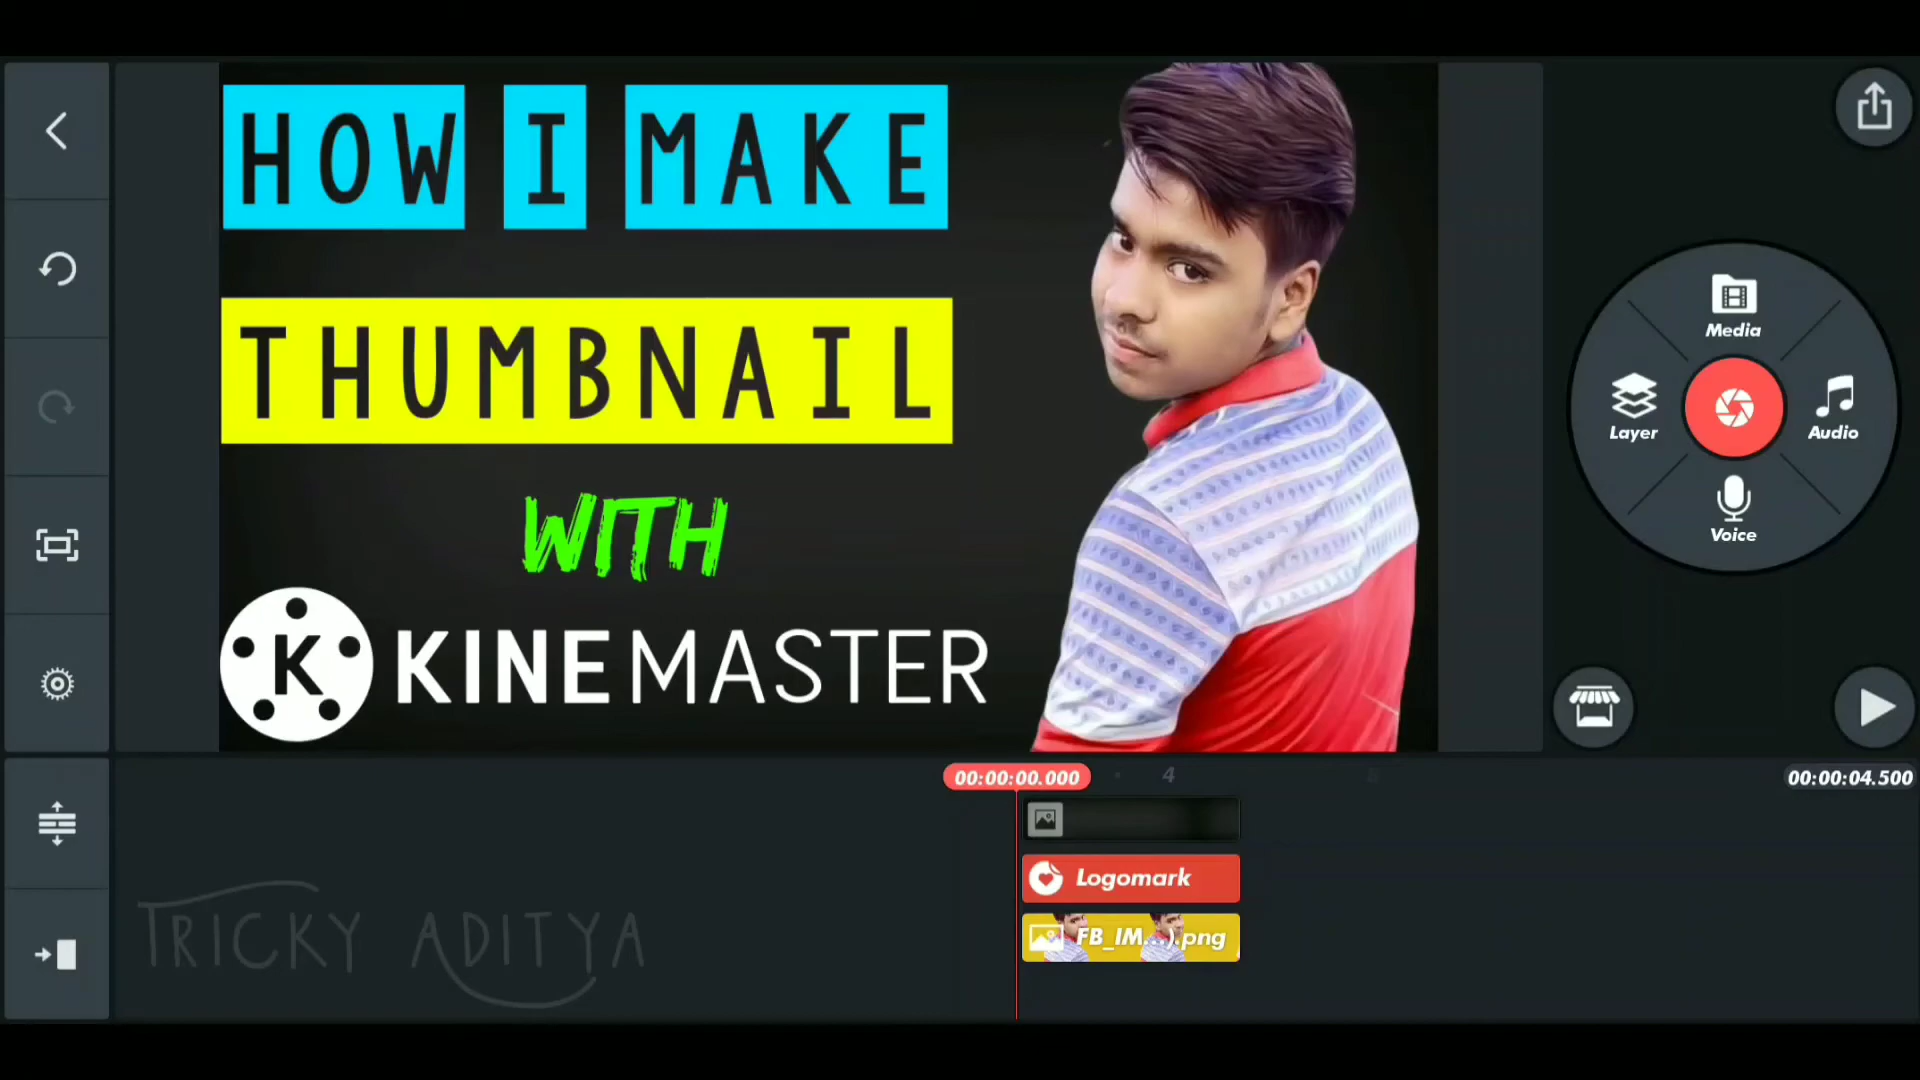 HOW I MAKE
THUMBNAIL
WITH
K KINEMASTER
Media
Layer
Audio
Voice
00:00:00.000
4
8
00:00:04.500
Logomark
FB_IM...).png
TRICKY ADITYA